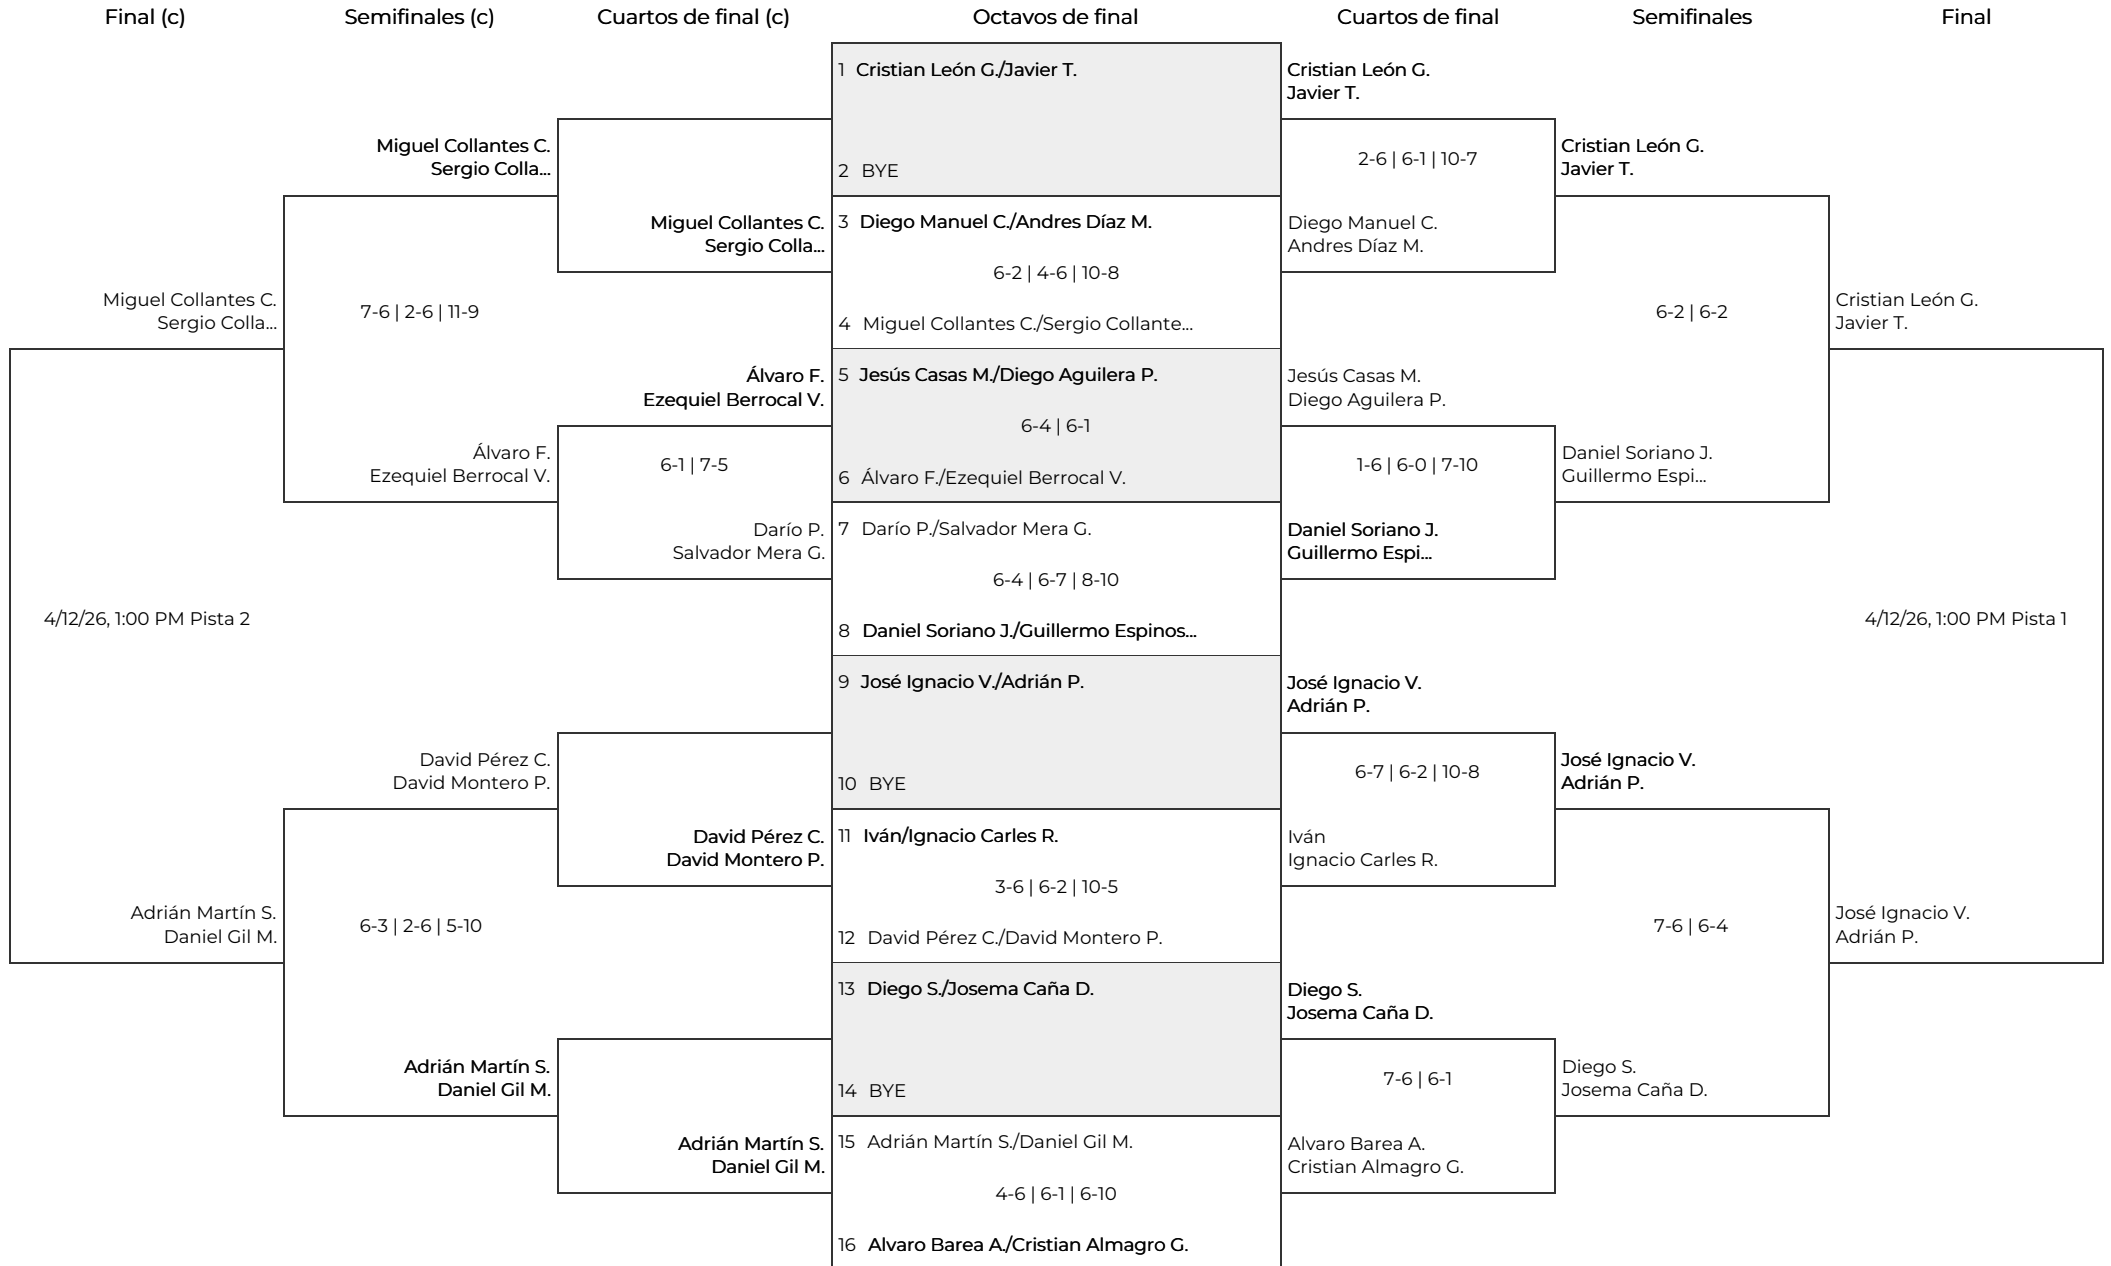 Final (c)
Semifinales (c)
Cuartos de final (c)
Octavos de final
Cuartos de final
Semifinales
Final
Miguel Collantes C.
Sergio Colla...
Adrián Martín S.
Daniel Gil M.
4/12/26, 1:00 PM Pista 2
Miguel Collantes C.
Sergio Colla...
7-6 | 2-6 | 11-9
Álvaro F.
Ezequiel Berrocal V.
David Pérez C.
David Montero P.
6-3 | 2-6 | 5-10
Adrián Martín S.
Daniel Gil M.
Miguel Collantes C.
Sergio Colla...
Álvaro F.
Ezequiel Berrocal V.
6-1 | 7-5
Darío P.
Salvador Mera G.
David Pérez C.
David Montero P.
Adrián Martín S.
Daniel Gil M.
1 Cristian León G./Javier T.
2 BYE
3 Diego Manuel C./Andres Díaz M.
6-2 | 4-6 | 10-8
4 Miguel Collantes C./Sergio Collante...
5 Jesús Casas M./Diego Aguilera P.
6-4 | 6-1
6 Álvaro F./Ezequiel Berrocal V.
7 Darío P./Salvador Mera G.
6-4 | 6-7 | 8-10
8 Daniel Soriano J./Guillermo Espinos...
9 José Ignacio V./Adrián P.
10 BYE
11 Iván/Ignacio Carles R.
3-6 | 6-2 | 10-5
12 David Pérez C./David Montero P.
13 Diego S./Josema Caña D.
14 BYE
15 Adrián Martín S./Daniel Gil M.
4-6 | 6-1 | 6-10
16 Alvaro Barea A./Cristian Almagro G.
Cristian León G.
Javier T.
2-6 | 6-1 | 10-7
Diego Manuel C.
Andres Díaz M.
Jesús Casas M.
Diego Aguilera P.
1-6 | 6-0 | 7-10
Daniel Soriano J.
Guillermo Espi...
José Ignacio V.
Adrián P.
6-7 | 6-2 | 10-8
Iván
Ignacio Carles R.
Diego S.
Josema Caña D.
7-6 | 6-1
Alvaro Barea A.
Cristian Almagro G.
Cristian León G.
Javier T.
6-2 | 6-2
Daniel Soriano J.
Guillermo Espi...
José Ignacio V.
Adrián P.
7-6 | 6-4
Diego S.
Josema Caña D.
Cristian León G.
Javier T.
4/12/26, 1:00 PM Pista 1
José Ignacio V.
Adrián P.